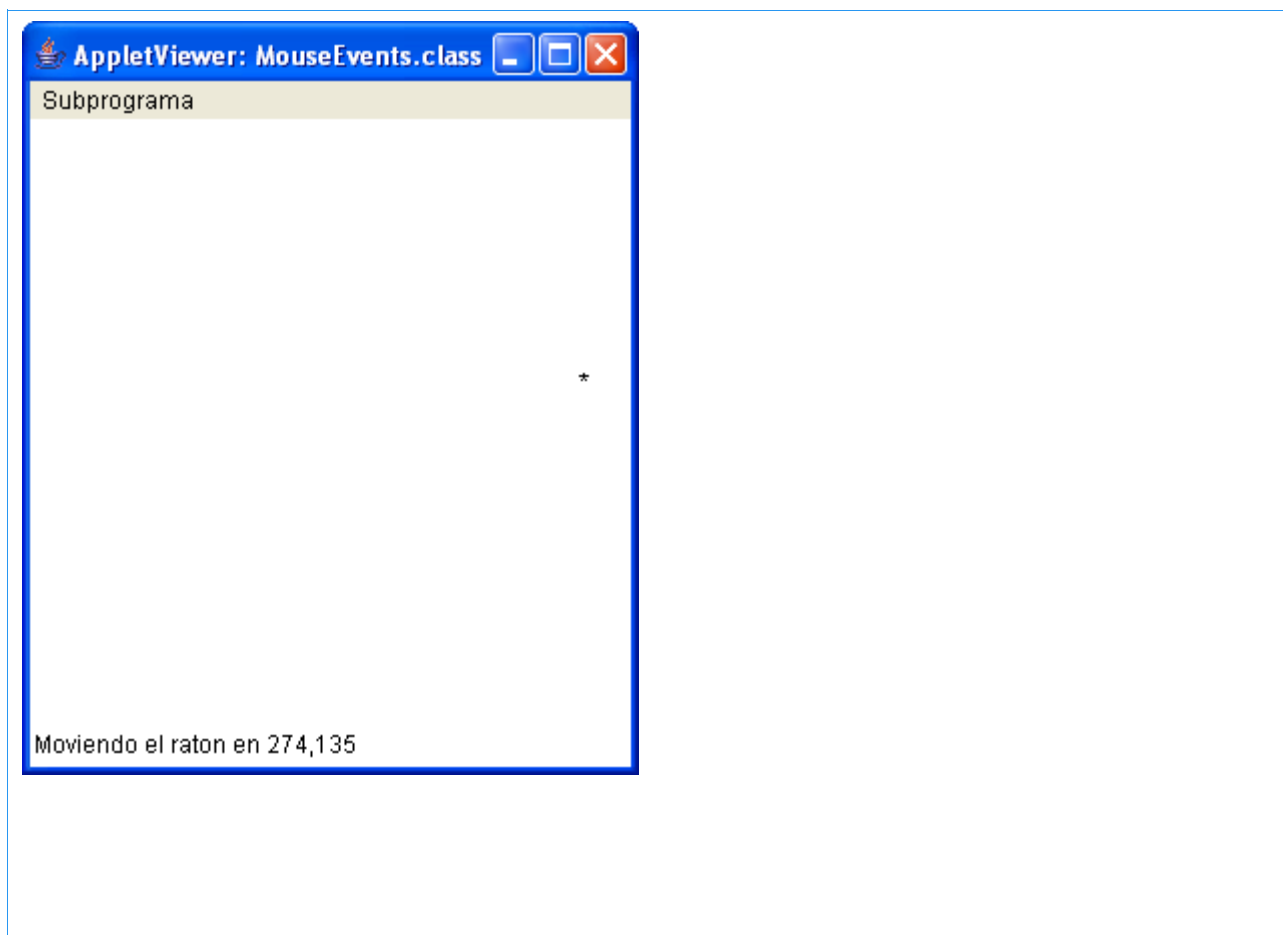 AppletViewer: MouseEvents.class
Subprograma
*
Moviendo el raton en 274,135